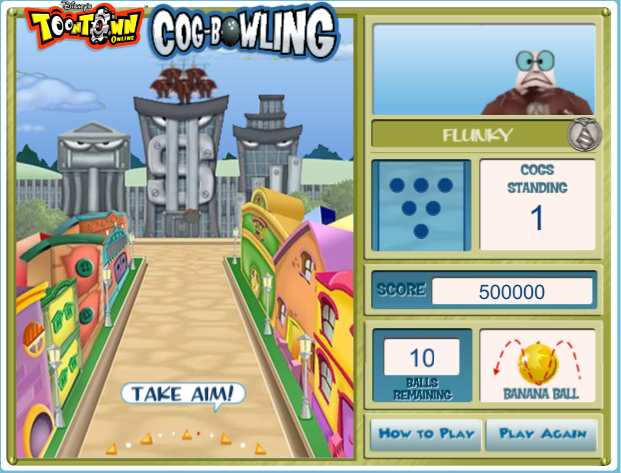 Disney's
TOONTOWN
ONLINE
COG-BOWLING
FLUNKY
COGS
STANDING
1
SCORE
500000
10
BALLS
REMAINING
BANANA BALL
TAKE AIM!
HOW TO PLAY
PLAY AGAIN